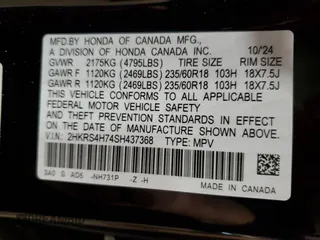 MFD.BY HONDA OF CANADA MFG.,
A DIVISION OF HONDA CANADA INC. 10/'24
GVWR 2175KG (4795LBS) TIRE SIZE RIM SIZE
GAWR F 1120KG (2469LBS) 235/60R18 103H 18X7.5J
GAWR R 1120KG (2469LBS) 235/60R18 103H 18X7.5J
THIS VEHICLE CONFORMS TO ALL APPLICABLE
FEDERAL MOTOR VEHICLE SAFETY
AND THEFT PREVENTION STANDARDS
IN EFFECT ON THE DATE OF MANUFACTURE
SHOWN ABOVE.
V.I.N: 2HKRS4H74SH437368 TYPE: MPV
3A0 S AD5 -NH731P -Z -H
MADE IN CANADA